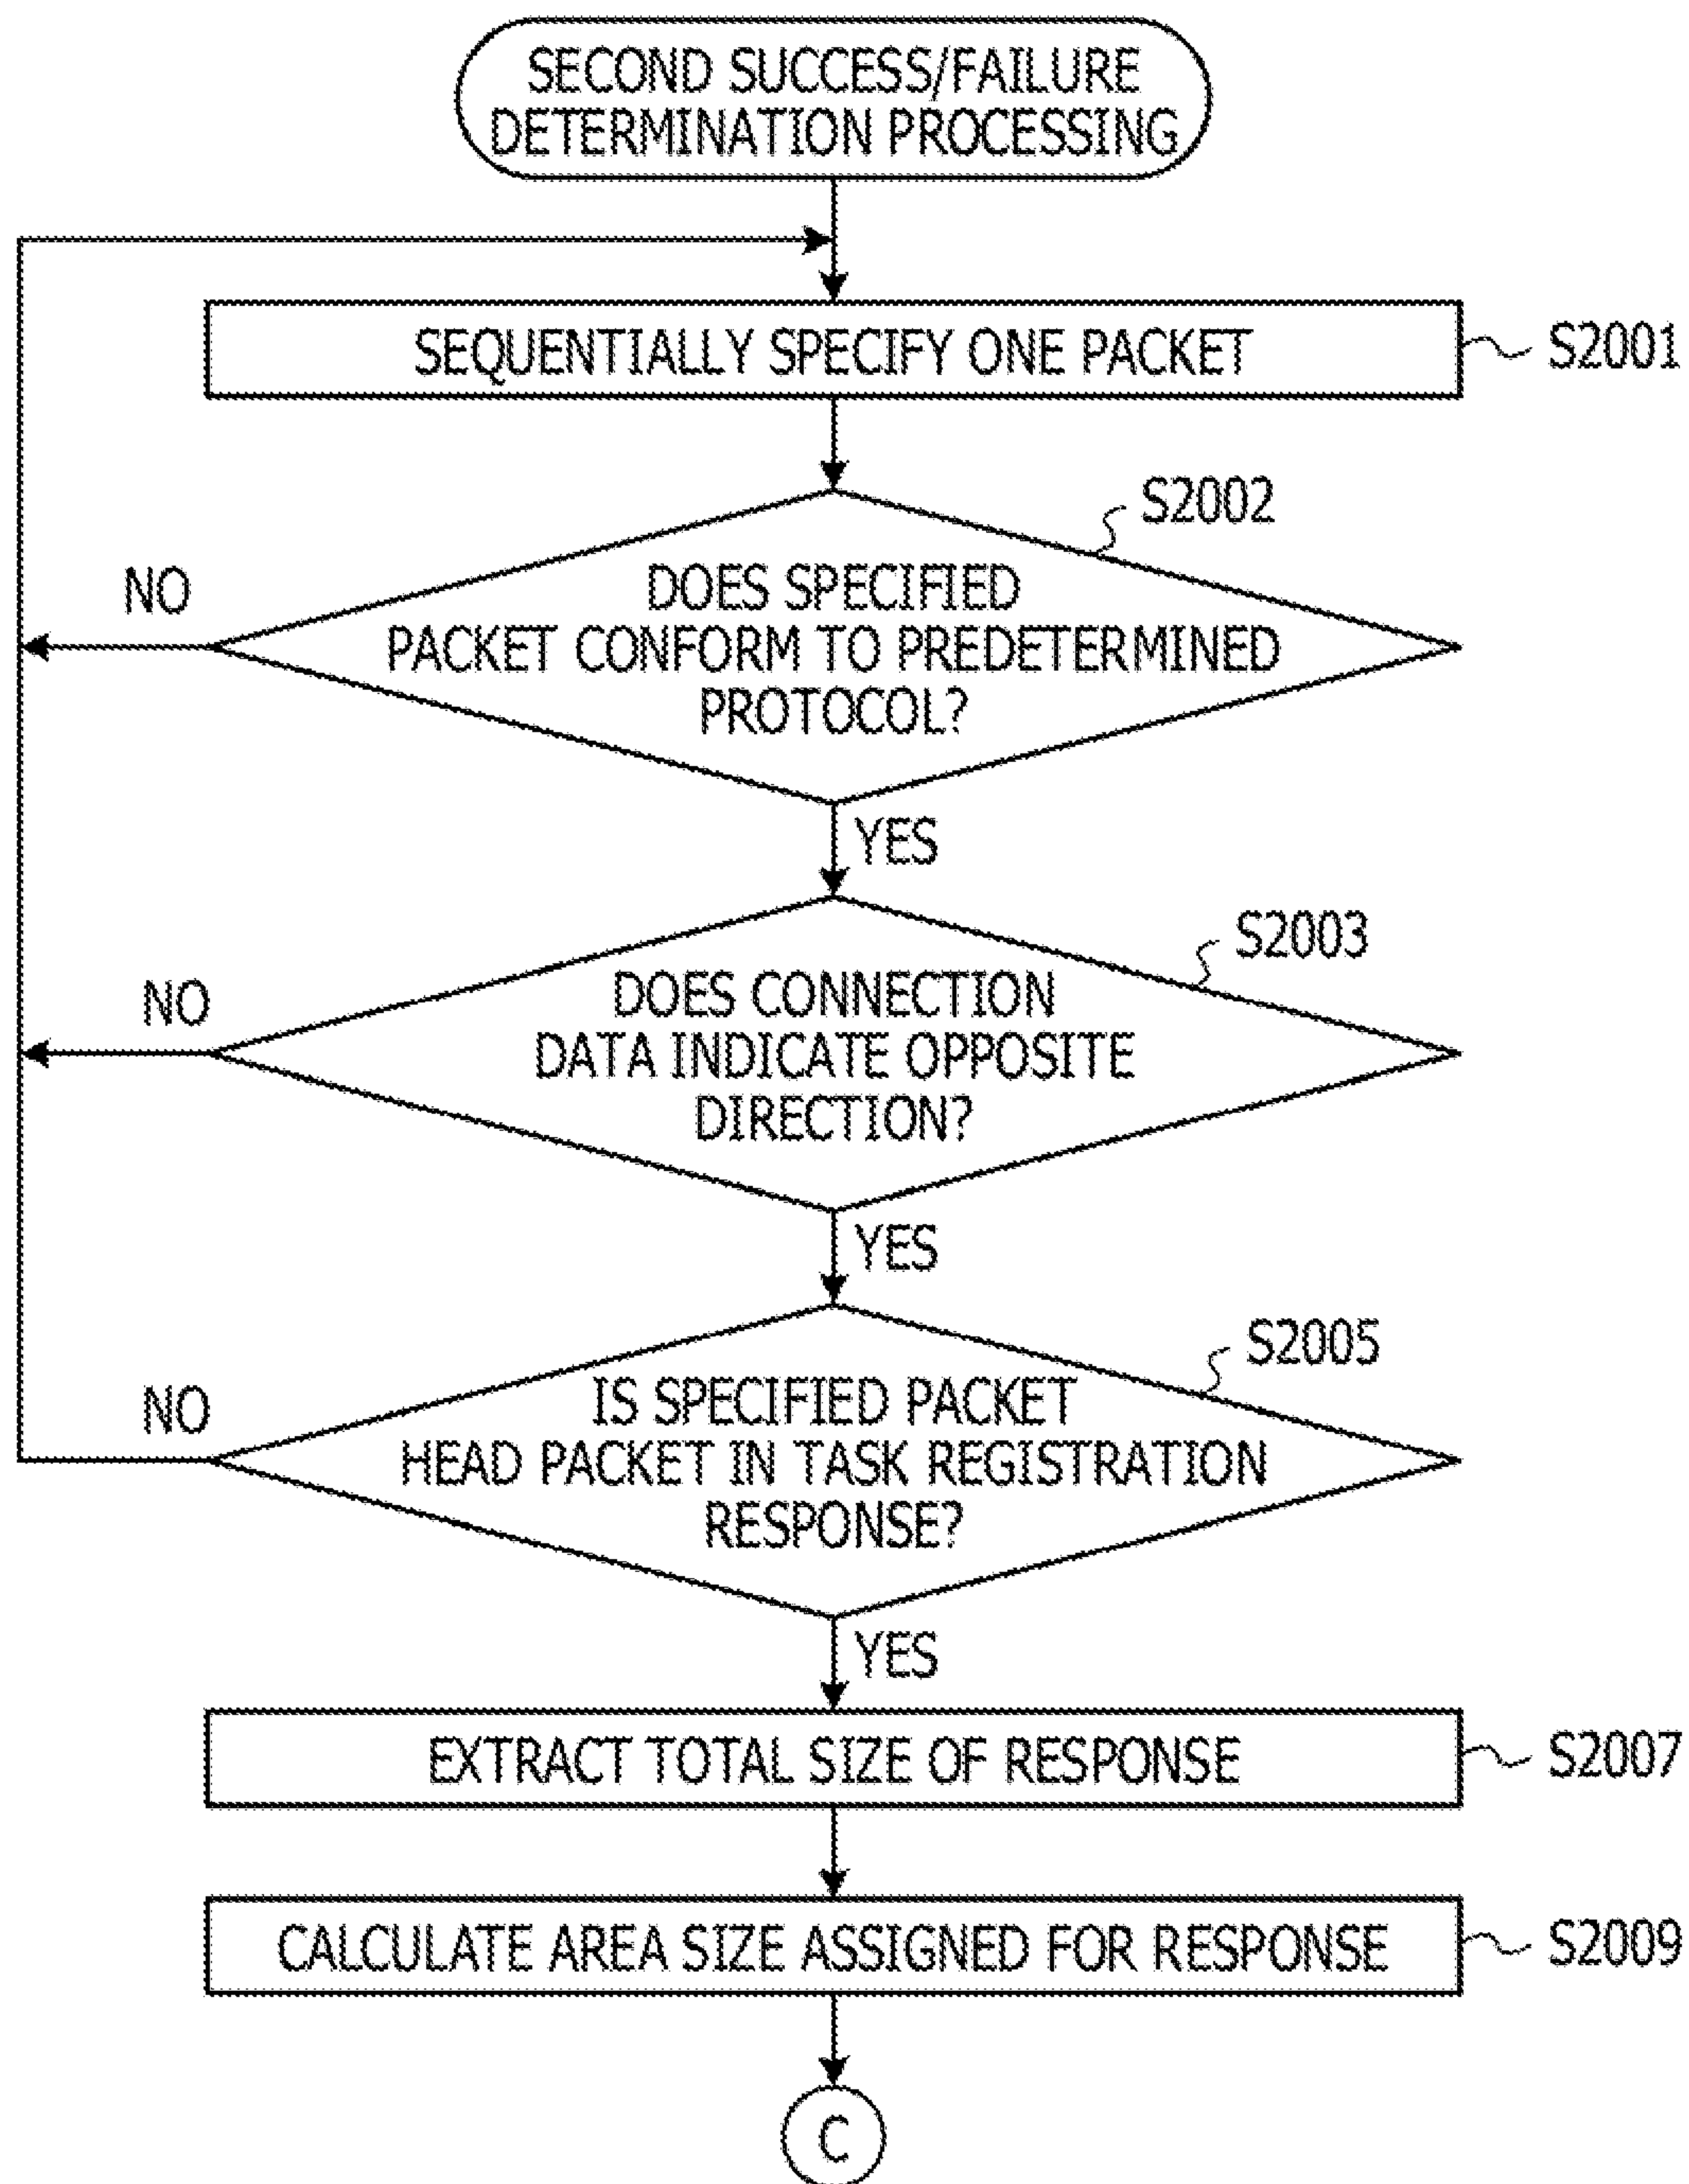 SECOND SUCCESS/FAILURE
DETERMINATION PROCESSING
SEQUENTIALLY SPECIFY ONE PACKET
S2001
S2002
DOES SPECIFIED
PACKET CONFORM TO PREDETERMINED
PROTOCOL?
NO
YES
S2003
DOES CONNECTION
DATA INDICATE OPPOSITE
DIRECTION?
NO
YES
S2005
IS SPECIFIED PACKET
HEAD PACKET IN TASK REGISTRATION
RESPONSE?
NO
YES
EXTRACT TOTAL SIZE OF RESPONSE
S2007
CALCULATE AREA SIZE ASSIGNED FOR RESPONSE
S2009
C